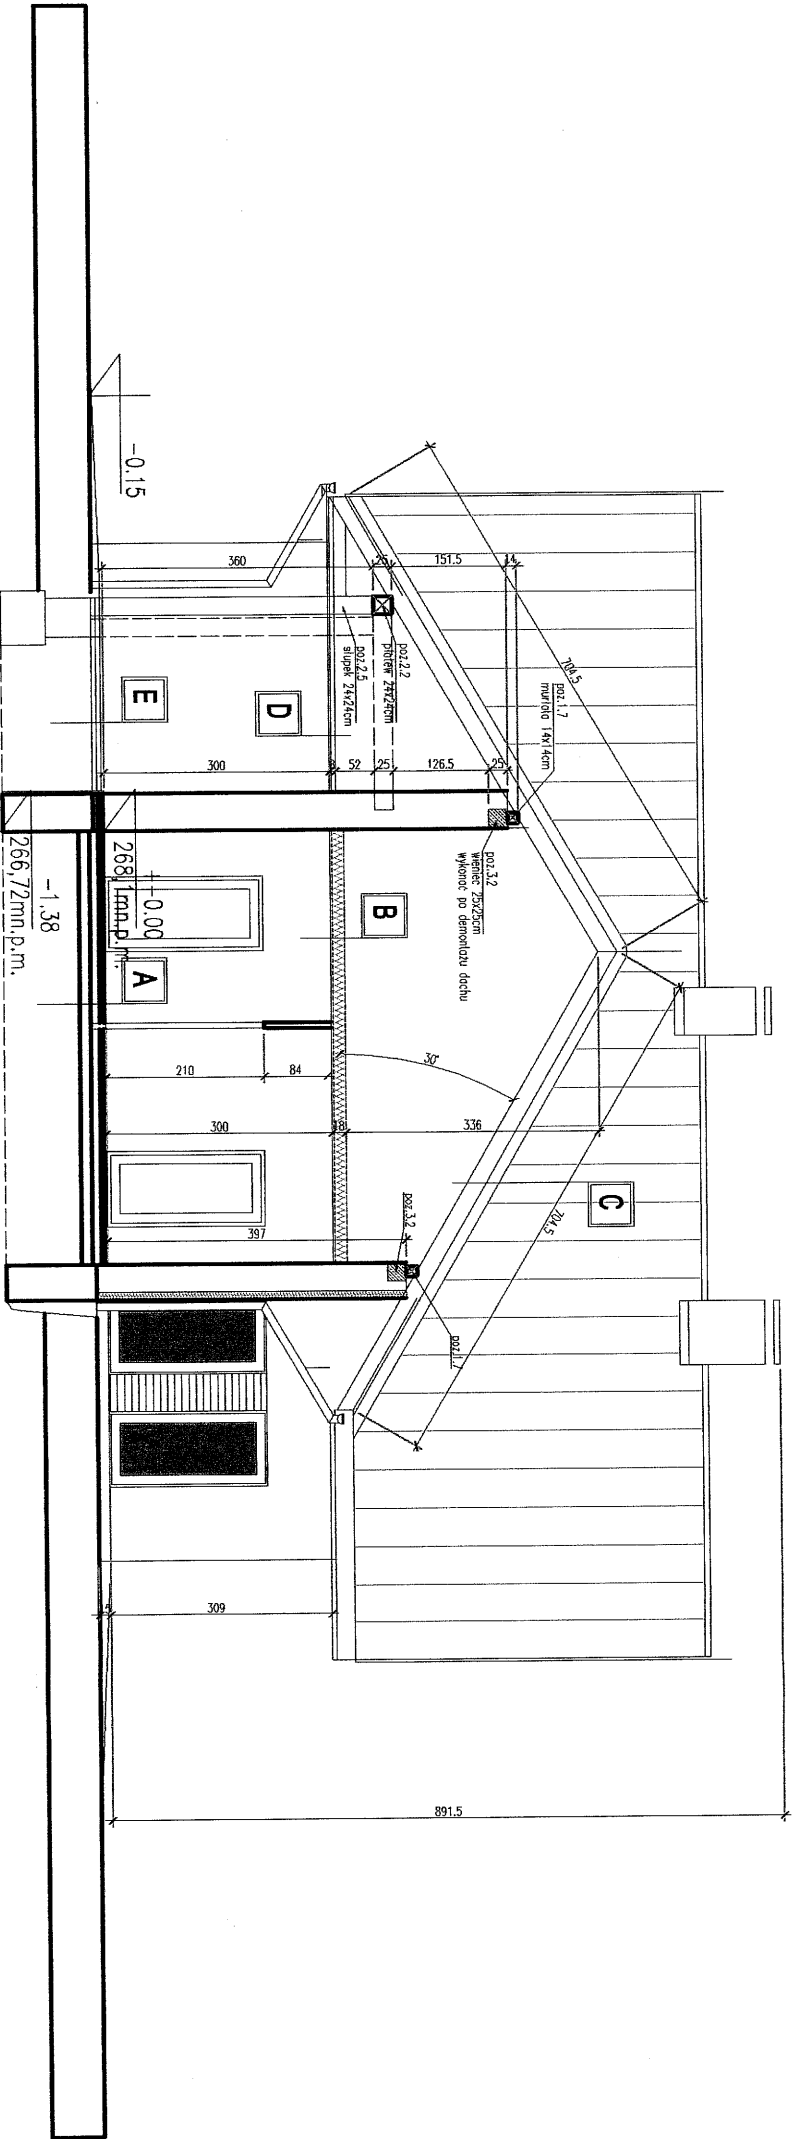 -0.15
360
25
151.5
14
704.5
poz.1.7
murłata 14x14cm
poz.2.2
płatew 24x24cm
poz.2.5
słupek 24x24cm
E
D
300
52
25
126.5
25
poz.3.2
wieniec 25x25cm
wykonać po demontażu dachu
+-0.00
268,1mn.p.m.
-1.38
266,72mn.p.m.
B
A
210
84
30°
300
18
336
C
704.5
397
poz.3.2
poz.1.7
5
309
891.5